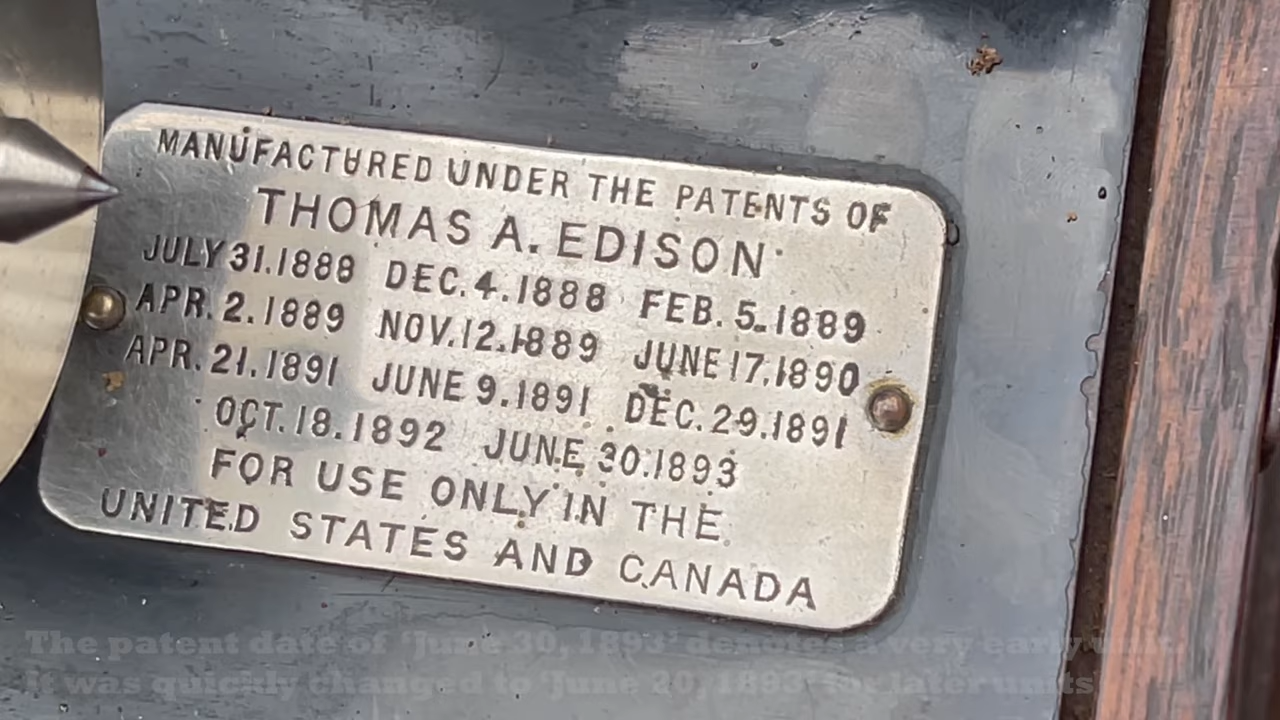 MANUFACTURED UNDER THE PATENTS OF
THOMAS A. EDISON
JULY 31.1888 DEC. 4.1888 FEB. 5.1889
APR. 2.1889 NOV. 12.1889 JUNE 17.1890
APR. 21.1891 JUNE 9.1891 DEC. 29.1891
OCT. 18.1892 JUNE 30.1893
FOR USE ONLY IN THE
UNITED STATES AND CANADA
The patent date of 'June 30, 1893' denotes a very early unit.
It was quickly changed to 'June 20, 1893' for later units